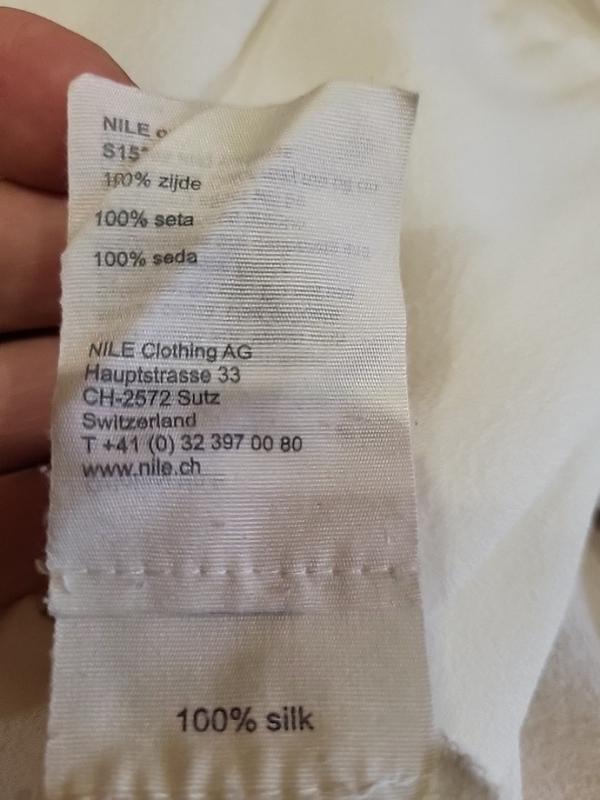 NILE
S15*
100% zijde
100% seta
100% seda
NILE Clothing AG
Hauptstrasse 33
CH-2572 Sutz
Switzerland
T +41 (0) 32 397 00 80
www.nile.ch
100% silk